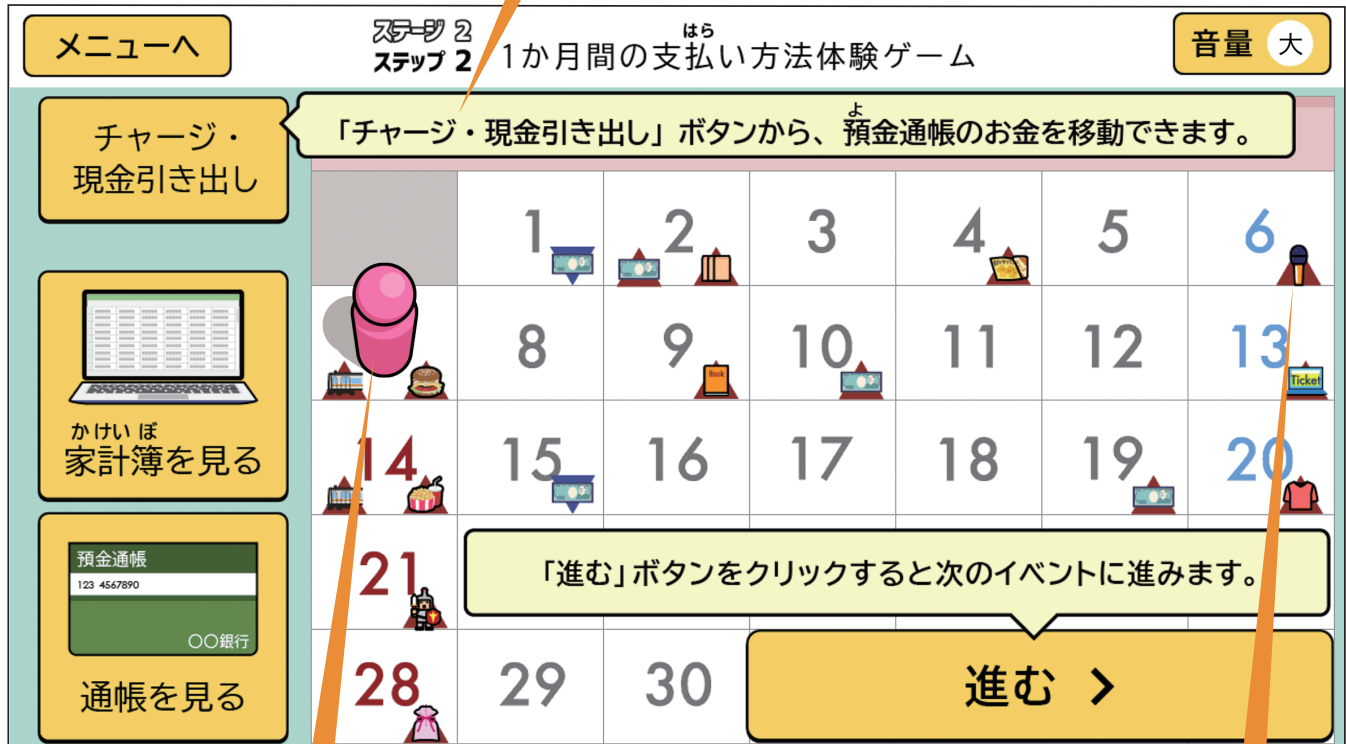 メニューへ
ステージ 2
ステップ 2
はら
1か月間の支払い方法体験ゲーム
音量 大
チャージ・
現金引き出し
よ
「チャージ・現金引き出し」ボタンから、預金通帳のお金を移動できます。
1 2 3 4 5 6
8 9 10 11 12 13
Book
Ticket
14 15 16 17 18 19 20
かけいぼ
家計簿を見る
21
「進む」ボタンをクリックすると次のイベントに進みます。
預金通帳
123 4567890
〇〇銀行
通帳を見る
28 29 30
進む >